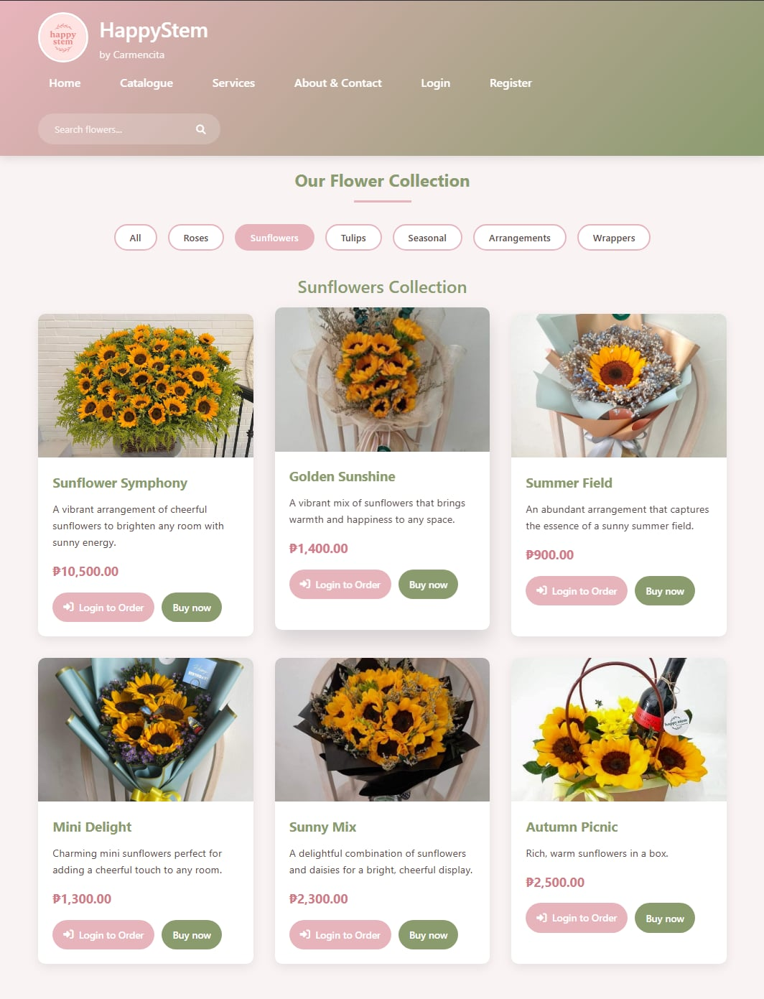 happy
stem
HappyStem
by Carmencita
Home Catalogue Services About & Contact Login Register
Search flowers...
Our Flower Collection
All Roses Sunflowers Tulips Seasonal Arrangements Wrappers
Sunflowers Collection
Sunflower Symphony
A vibrant arrangement of cheerful
sunflowers to brighten any room with
sunny energy.
₱10,500.00
Login to Order Buy now
Golden Sunshine
A vibrant mix of sunflowers that brings
warmth and happiness to any space.
₱1,400.00
Login to Order Buy now
Summer Field
An abundant arrangement that captures
the essence of a sunny summer field.
₱900.00
Login to Order Buy now
Happy
BIRTHDAY!
Mini Delight
Charming mini sunflowers perfect for
adding a cheerful touch to any room.
₱1,300.00
Login to Order Buy now
Sunny Mix
A delightful combination of sunflowers
and daisies for a bright, cheerful display.
₱2,300.00
Login to Order Buy now
happy stem
Autumn Picnic
Rich, warm sunflowers in a box.
₱2,500.00
Login to Order Buy now